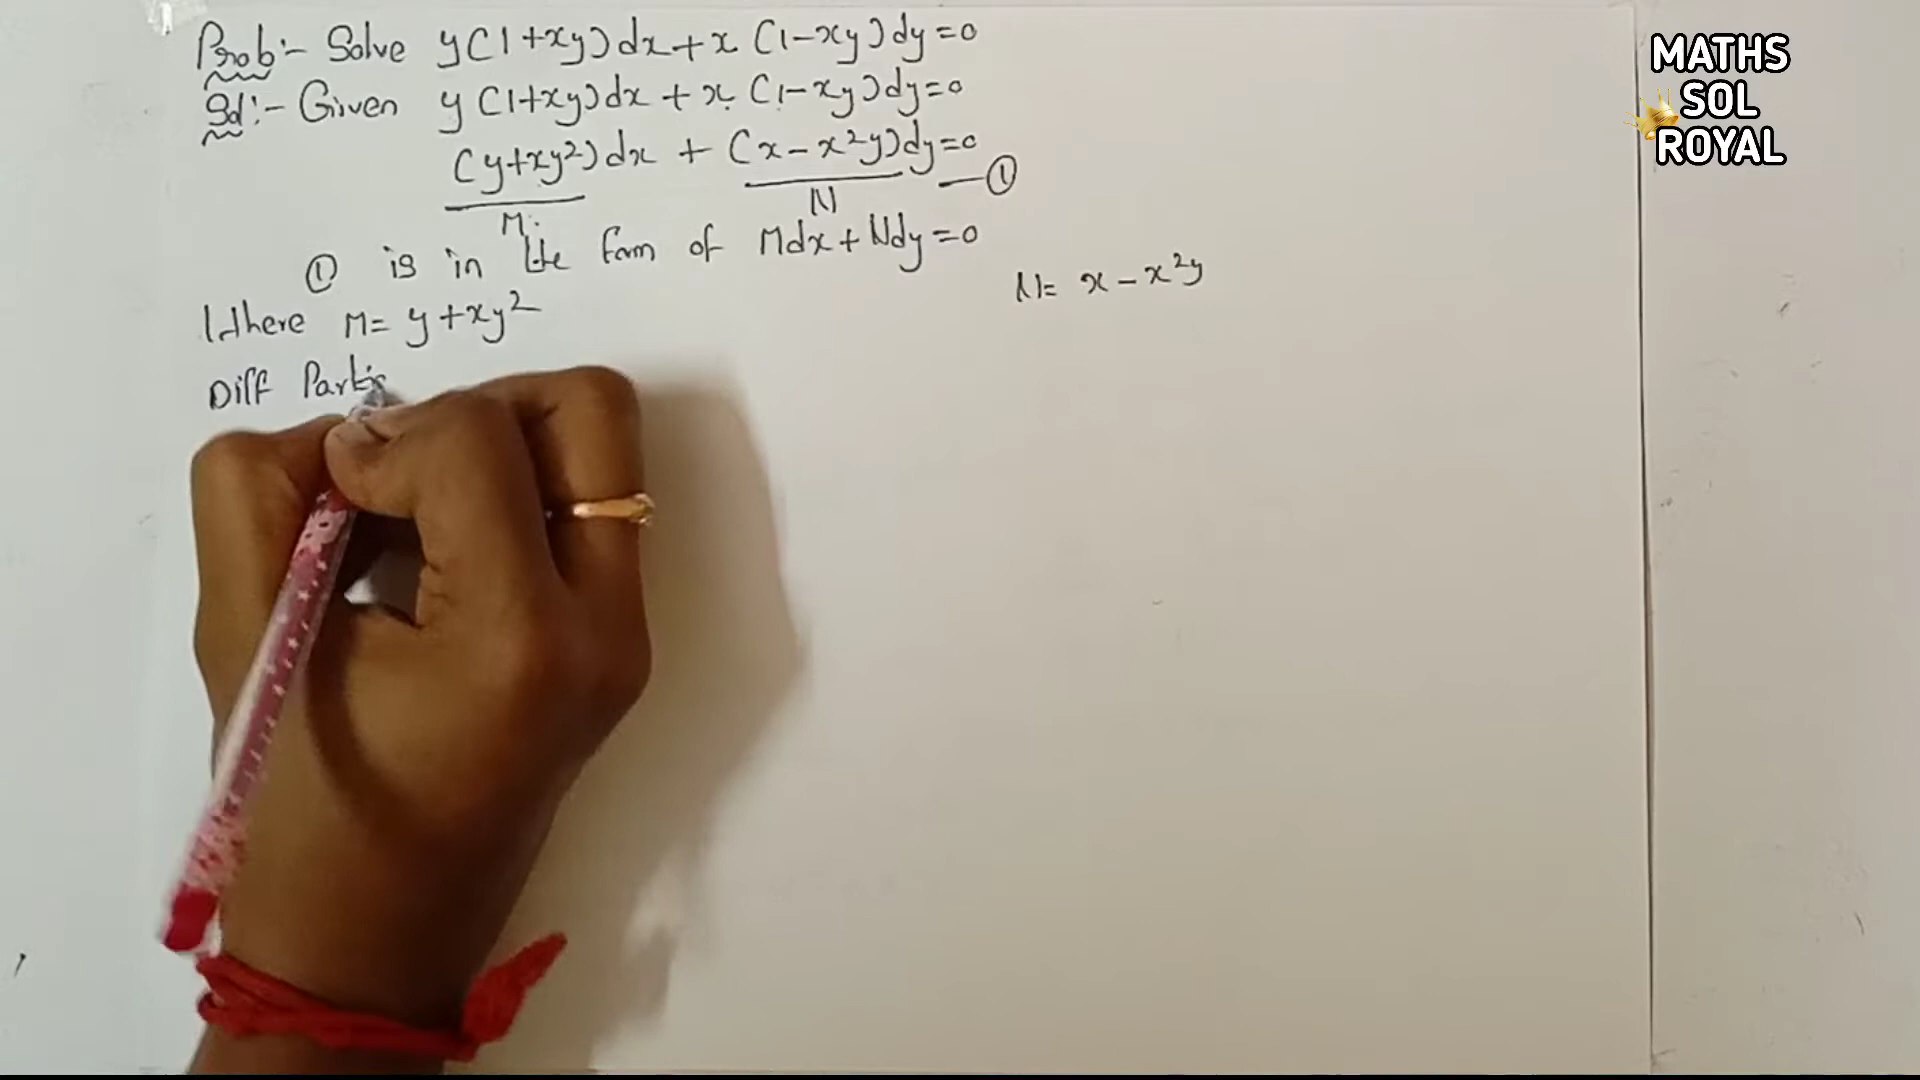 Prob:- Solve y(1+xy)dx+x(1-xy)dy=0
Sol:- Given y(1+xy)dx+x(1-xy)dy=0
(y+xy²)dx + (x-x²y)dy=0 —①
M. N
① is in the form of Mdx+Ndy=0
Where M= y+xy²
N= x-x²y
Diff Partia
MATHS
SOL
ROYAL